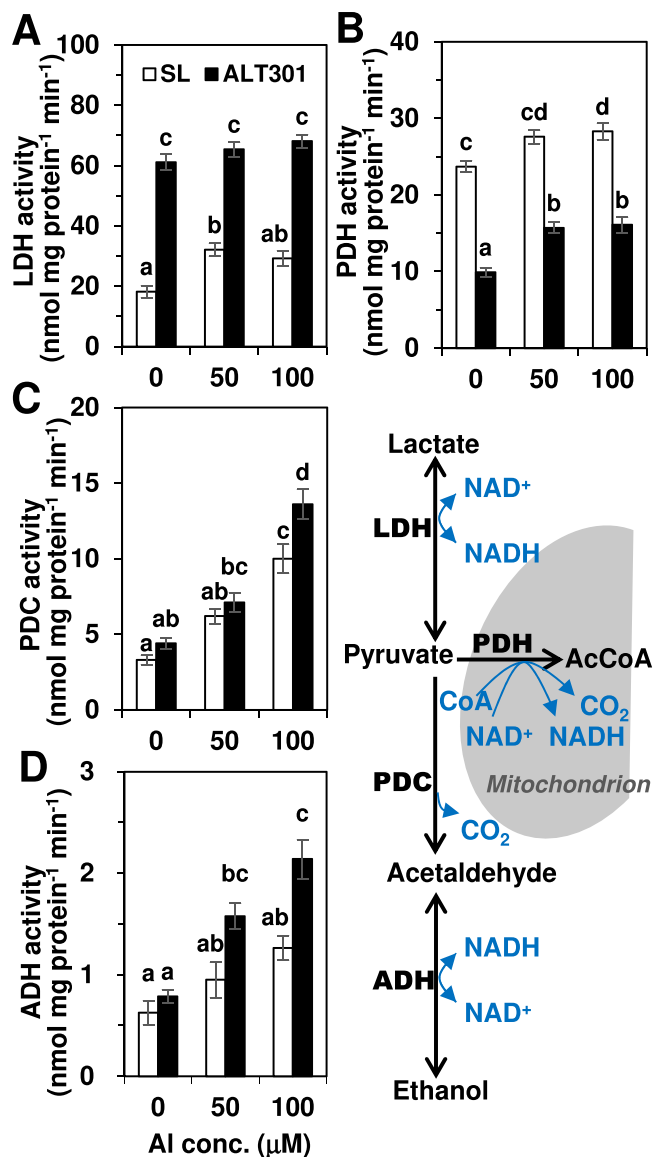 A
LDH activity
(nmol mg protein⁻¹ min⁻¹)
100
80
60
40
20
0
SL ALT301
a c b c ab c
0 50 100
B
PDH activity
(nmol mg protein⁻¹ min⁻¹)
40
30
20
10
0
c a cd b d b
0 50 100
C
PDC activity
(nmol mg protein⁻¹ min⁻¹)
20
15
10
5
0
a ab ab bc c d
0 50 100
D
ADH activity
(nmol mg protein⁻¹ min⁻¹)
3
2
1
0
a a ab bc ab c
0 50 100
Al conc. (μM)
Lactate
NAD⁺
LDH
NADH
PDH
Pyruvate AcCoA
CoA CO₂
NAD⁺ NADH
PDC Mitochondrion
CO₂
Acetaldehyde
NADH
ADH
NAD⁺
Ethanol